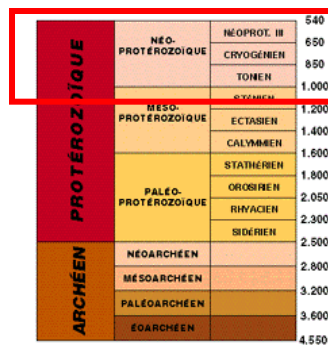 PROTÉROZOÏQUE
NÉO-
PROTÉROZOÏQUE
NEOPROT. III
CRYOGÉNIEN
TONIEN
MÉSO-
PROTÉROZOÏQUE
STÉNIEN
ECTASIEN
CALYMMIEN
PALÉO-
PROTÉROZOÏQUE
STATHÉRIEN
OROSIRIEN
RHYACIEN
SIDÉRIEN
ARCHÉEN
NÉOARCHÉEN
MÉSOARCHÉEN
PALÉOARCHÉEN
ÉOARCHÉEN
540
650
850
1.000
1.200
1.400
1.600
1.800
2.050
2.300
2.500
2.800
3.200
3.600
4.550